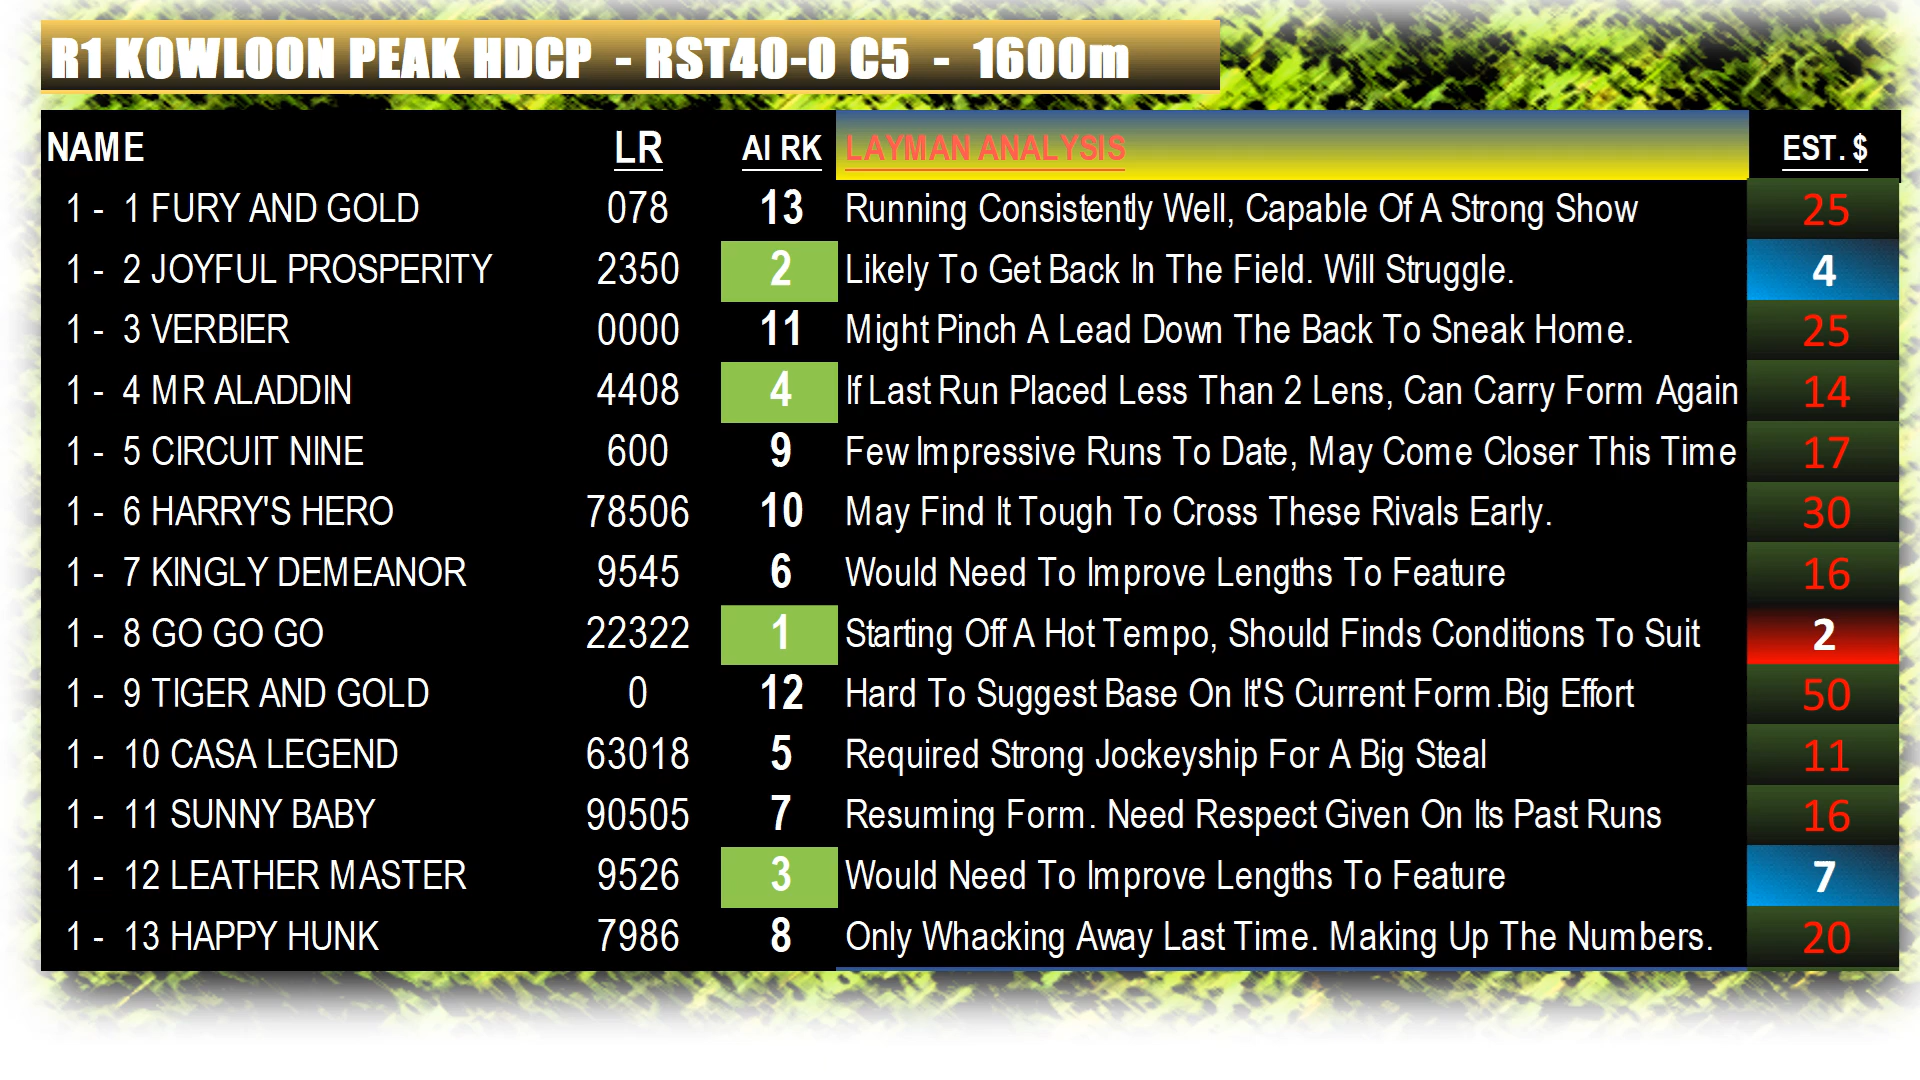 R1 KOWLOON PEAK HDCP - RST40-0 C5 - 1600m
NAME LR AI RK LAYMAN ANALYSIS EST. $
1 - 1 FURY AND GOLD 078 13 Running Consistently Well, Capable Of A Strong Show 25
1 - 2 JOYFUL PROSPERITY 2350 2 Likely To Get Back In The Field. Will Struggle. 4
1 - 3 VERBIER 0000 11 Might Pinch A Lead Down The Back To Sneak Home. 25
1 - 4 MR ALADDIN 4408 4 If Last Run Placed Less Than 2 Lens, Can Carry Form Again 14
1 - 5 CIRCUIT NINE 600 9 Few Impressive Runs To Date, May Come Closer This Time 17
1 - 6 HARRY'S HERO 78506 10 May Find It Tough To Cross These Rivals Early. 30
1 - 7 KINGLY DEMEANOR 9545 6 Would Need To Improve Lengths To Feature 16
1 - 8 GO GO GO 22322 1 Starting Off A Hot Tempo, Should Finds Conditions To Suit 2
1 - 9 TIGER AND GOLD 0 12 Hard To Suggest Base On It'S Current Form.Big Effort 50
1 - 10 CASA LEGEND 63018 5 Required Strong Jockeyship For A Big Steal 11
1 - 11 SUNNY BABY 90505 7 Resuming Form. Need Respect Given On Its Past Runs 16
1 - 12 LEATHER MASTER 9526 3 Would Need To Improve Lengths To Feature 7
1 - 13 HAPPY HUNK 7986 8 Only Whacking Away Last Time. Making Up The Numbers. 20